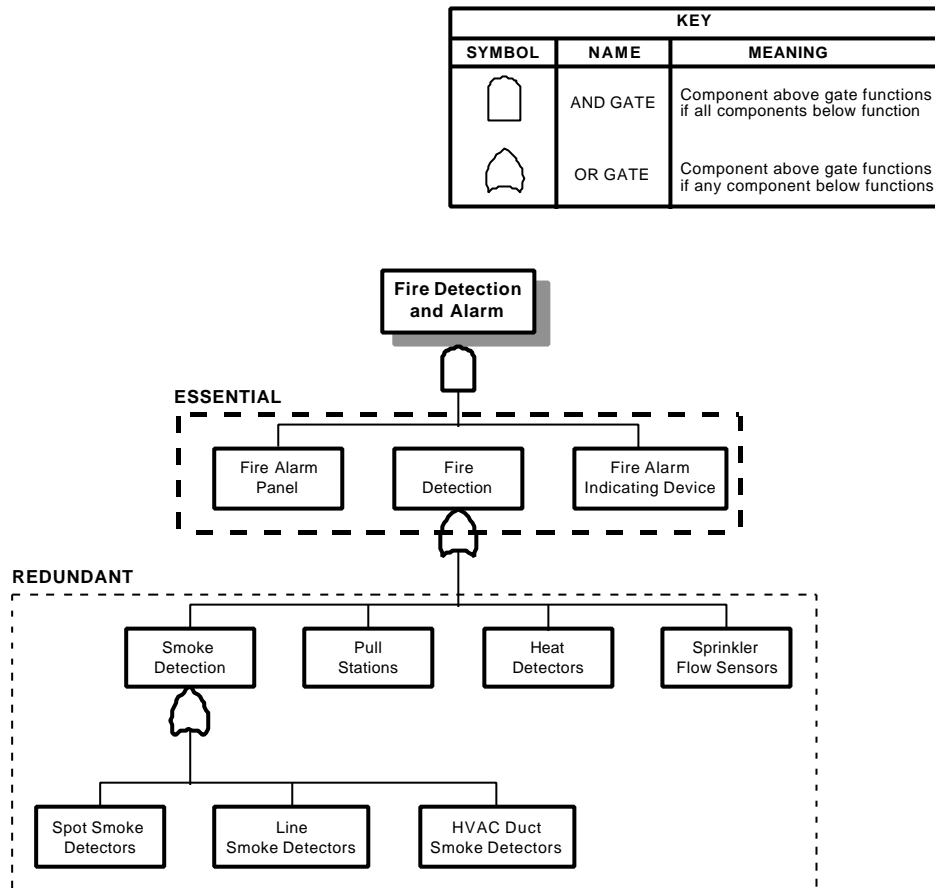 KEY
SYMBOL NAME MEANING
AND GATE
Component above gate functions
if all components below function
OR GATE
Component above gate functions
if any component below functions
Fire Detection
and Alarm
ESSENTIAL
Fire Alarm
Panel
Fire
Detection
Fire Alarm
Indicating Device
REDUNDANT
Smoke
Detection
Pull
Stations
Heat
Detectors
Sprinkler
Flow Sensors
Spot Smoke
Detectors
Line
Smoke Detectors
HVAC Duct
Smoke Detectors